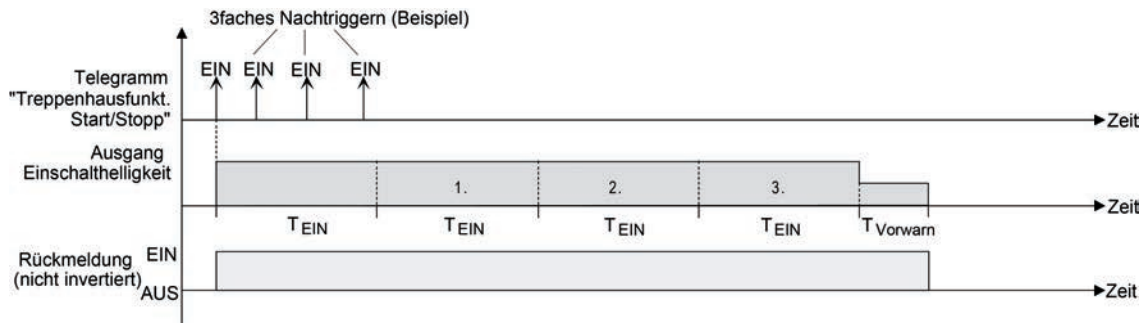 3faches Nachtriggern (Beispiel)
EIN EIN EIN EIN
Telegramm
"Treppenhausfunkt.
Start/Stopp"
Zeit
Ausgang
Einschalthelligkeit
1. 2. 3.
Zeit
TEIN TEIN TEIN TEIN TVorwarn
Rückmeldung
(nicht invertiert)
EIN
AUS
Zeit